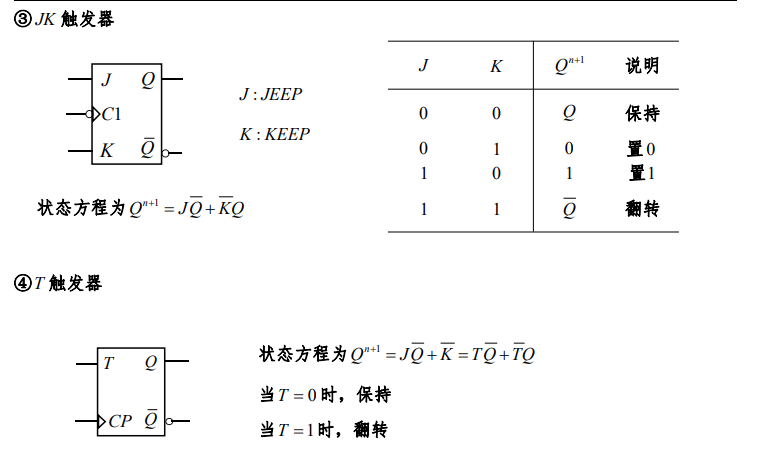 ③JK 触发器
J Q
C1
K Q̅
J : JEEP
K : KEEP
J K Qⁿ⁺¹ 说明
0 0 Q 保持
0 1 0 置0
1 0 1 置1
1 1 Q̅ 翻转
状态方程为 Qⁿ⁺¹ = JQ̅ + K̅Q
④T 触发器
T Q
CP Q̅
状态方程为 Qⁿ⁺¹ = JQ̅ + K̅ = TQ̅ + T̅Q
当 T = 0 时，保持
当 T = 1 时，翻转